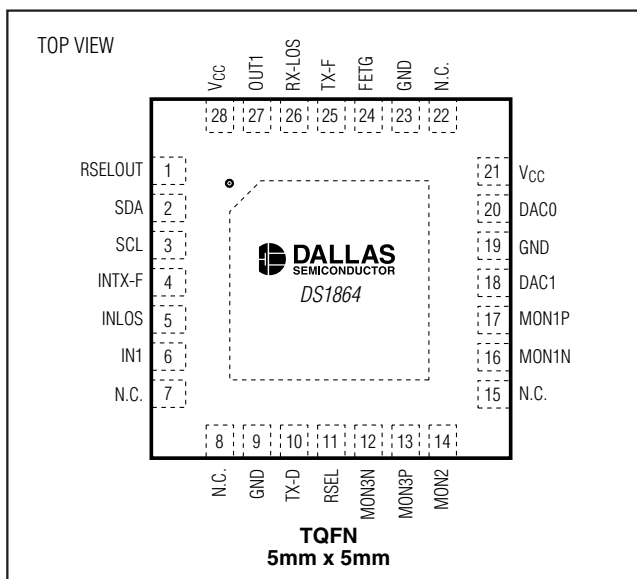 TOP VIEW
VCC
OUT1
RX-LOS
TX-F
FETG
GND
N.C.
28 27 26 25 24 23 22
RSELOUT 1
SDA 2
SCL 3
INTX-F 4
INLOS 5
IN1 6
N.C. 7
21 VCC
20 DAC0
19 GND
18 DAC1
17 MON1P
16 MON1N
15 N.C.
DALLAS
SEMICONDUCTOR
DS1864
8 9 10 11 12 13 14
N.C.
GND
TX-D
RSEL
MON3N
MON3P
MON2
TQFN
5mm x 5mm